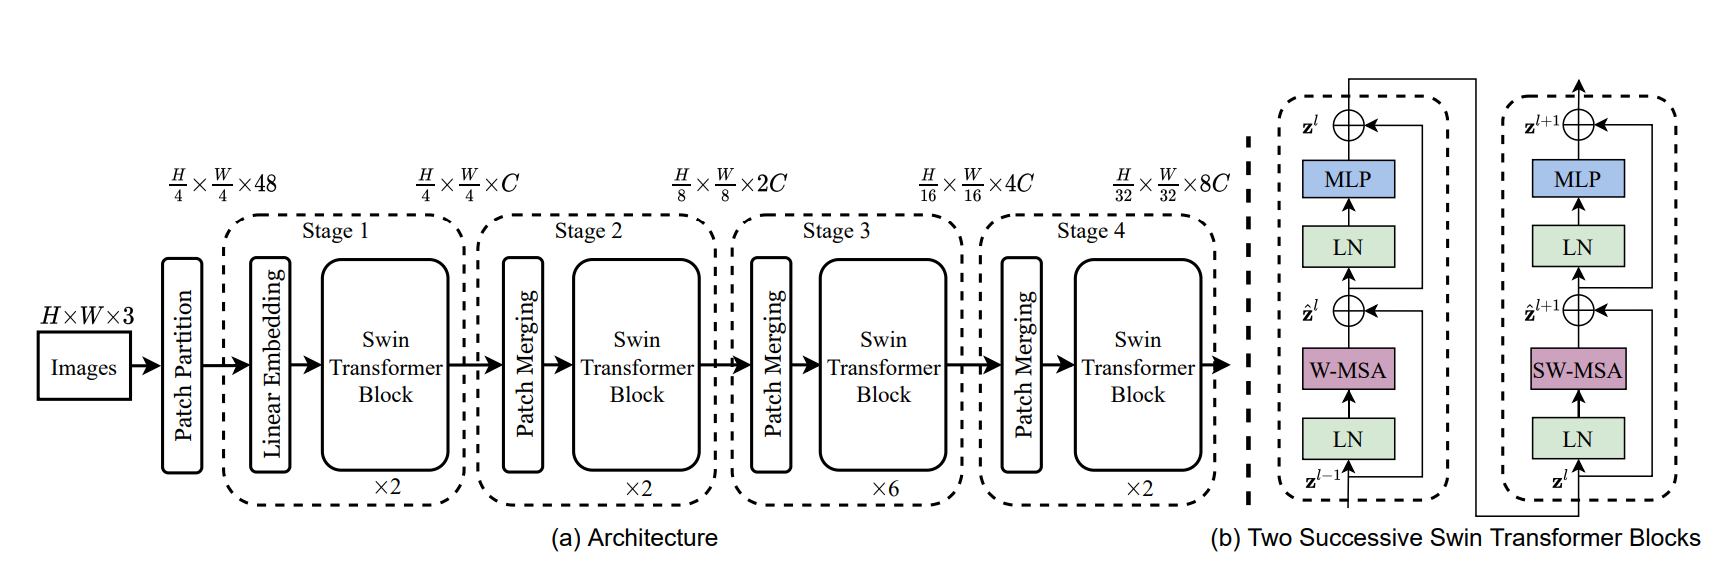 H/4 × W/4 × 48
H/4 × W/4 × C
H/8 × W/8 × 2C
H/16 × W/16 × 4C
H/32 × W/32 × 8C
H×W×3
Images
Patch Partition
Stage 1
Linear Embedding
Swin
Transformer
Block
×2
Stage 2
Patch Merging
Swin
Transformer
Block
×2
Stage 3
Patch Merging
Swin
Transformer
Block
×6
Stage 4
Patch Merging
Swin
Transformer
Block
×2
(a) Architecture
z^l
MLP
LN
ẑ^l
W-MSA
LN
z^{l-1}
z^{l+1}
MLP
LN
ẑ^{l+1}
SW-MSA
LN
z^l
(b) Two Successive Swin Transformer Blocks